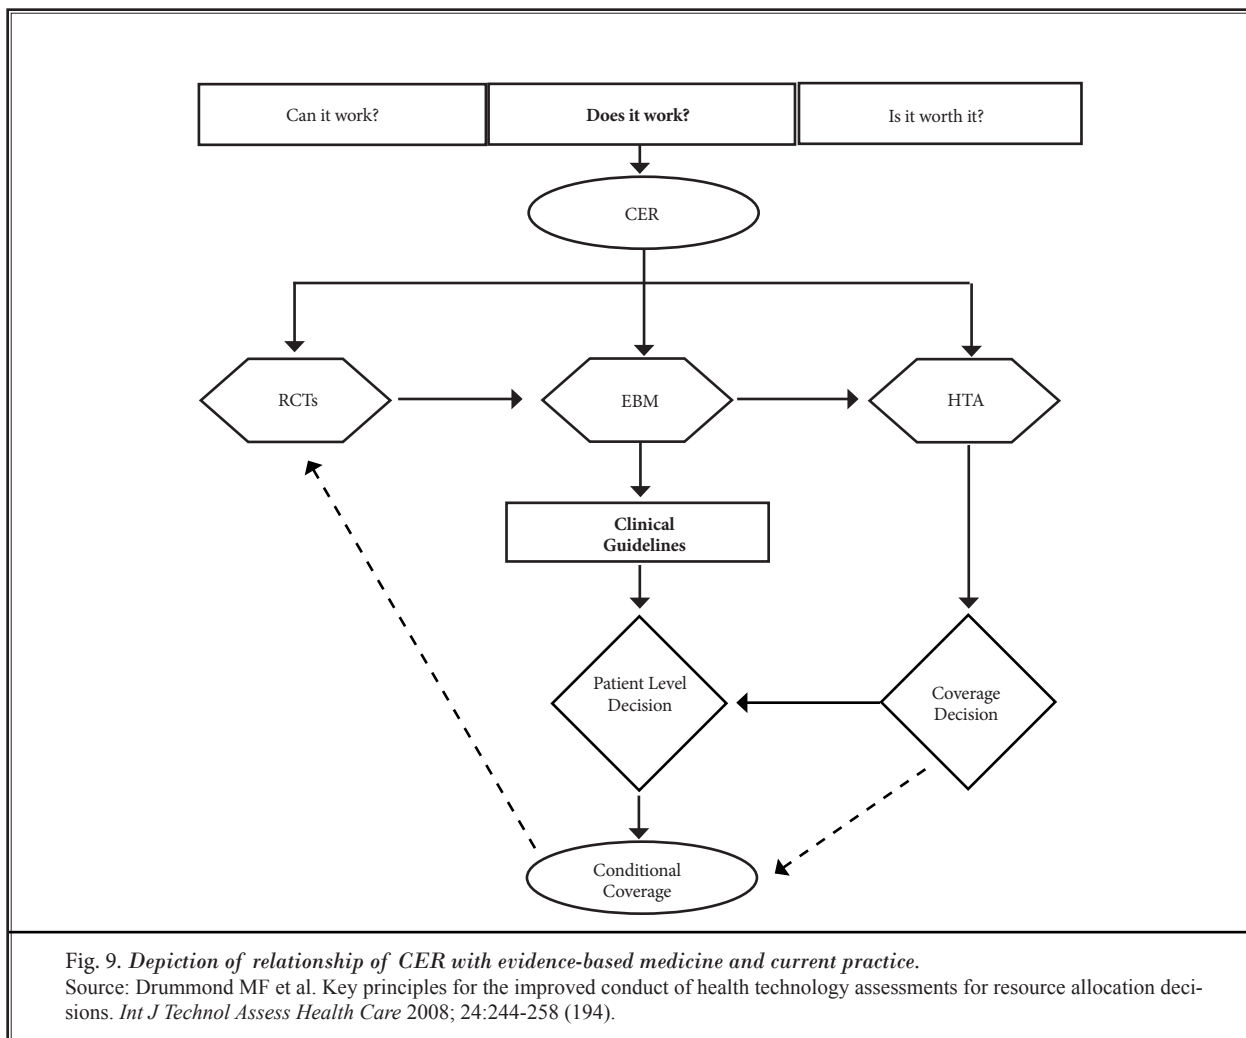 Can it work?
Does it work?
Is it worth it?
CER
RCTs
EBM
HTA
Clinical
Guidelines
Patient Level
Decision
Coverage
Decision
Conditional
Coverage
Fig. 9. Depiction of relationship of CER with evidence-based medicine and current practice.
Source: Drummond MF et al. Key principles for the improved conduct of health technology assessments for resource allocation deci-
sions. Int J Technol Assess Health Care 2008; 24:244-258 (194).